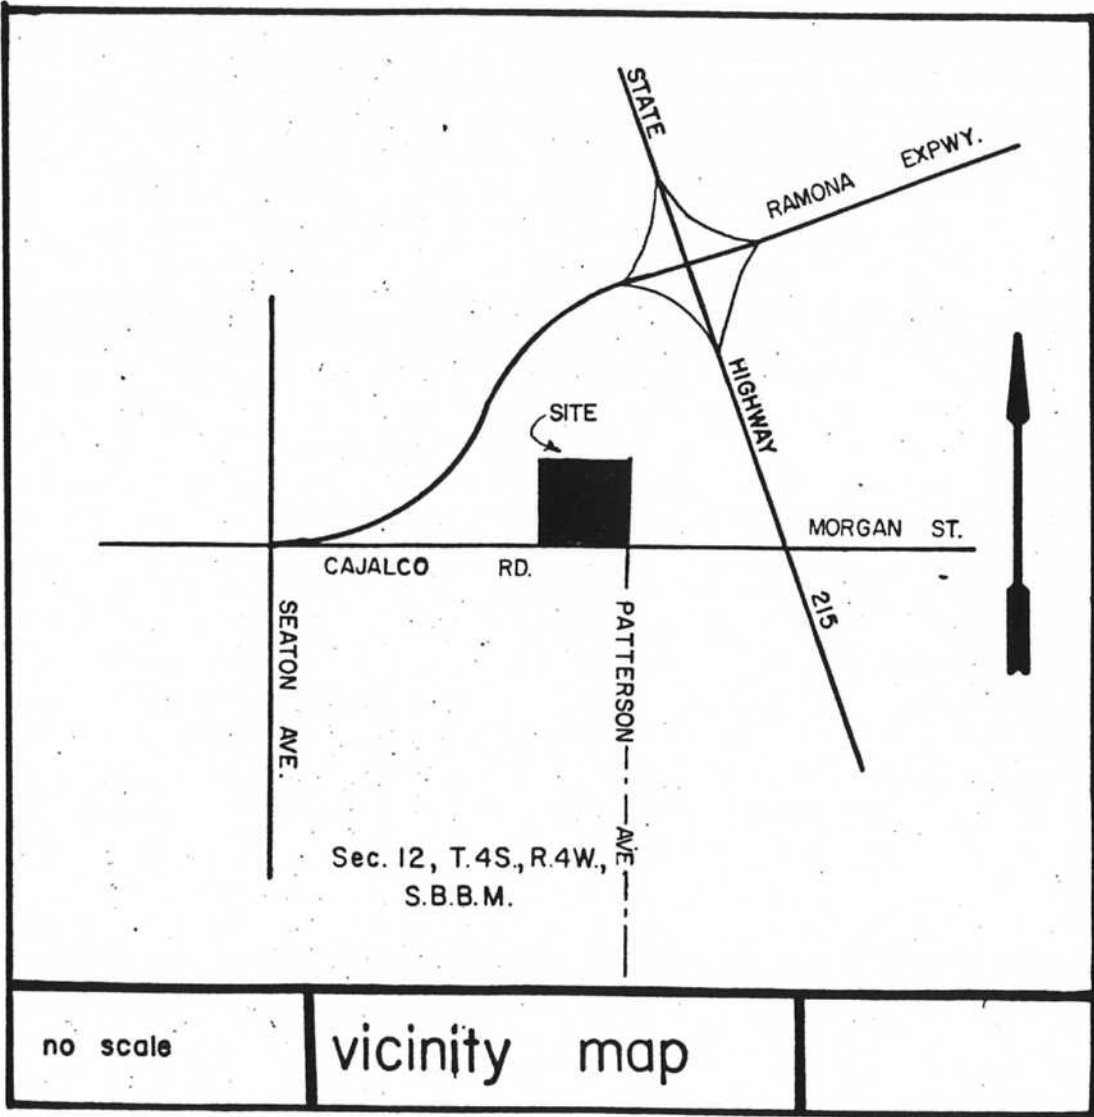 STATE
RAMONA EXPWY.
HIGHWAY
SITE
MORGAN ST.
CAJALCO RD.
215
SEATON AVE.
PATTERSON AVE
Sec. 12, T.4S., R.4W.,
S.B.B.M.
no scale
vicinity map